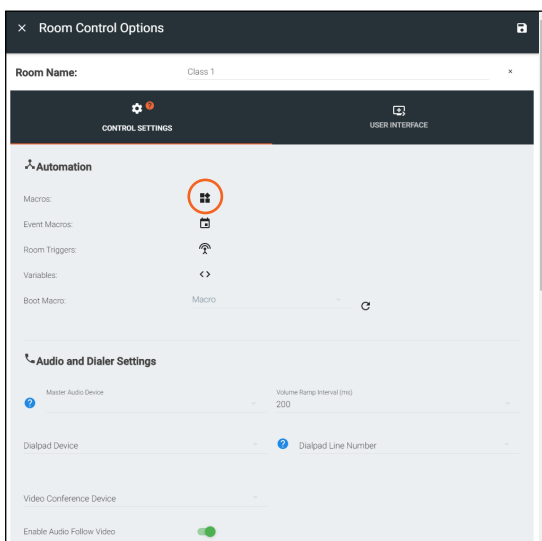 × Room Control Options
Room Name: Class 1 ×
CONTROL SETTINGS USER INTERFACE
Automation
Macros:
Event Macros:
Room Triggers:
Variables: <>
Boot Macro: Macro
Audio and Dialer Settings
Master Audio Device Volume Ramp Interval (ms)
? 200
Dialpad Device ? Dialpad Line Number
Video Conference Device
Enable Audio Follow Video